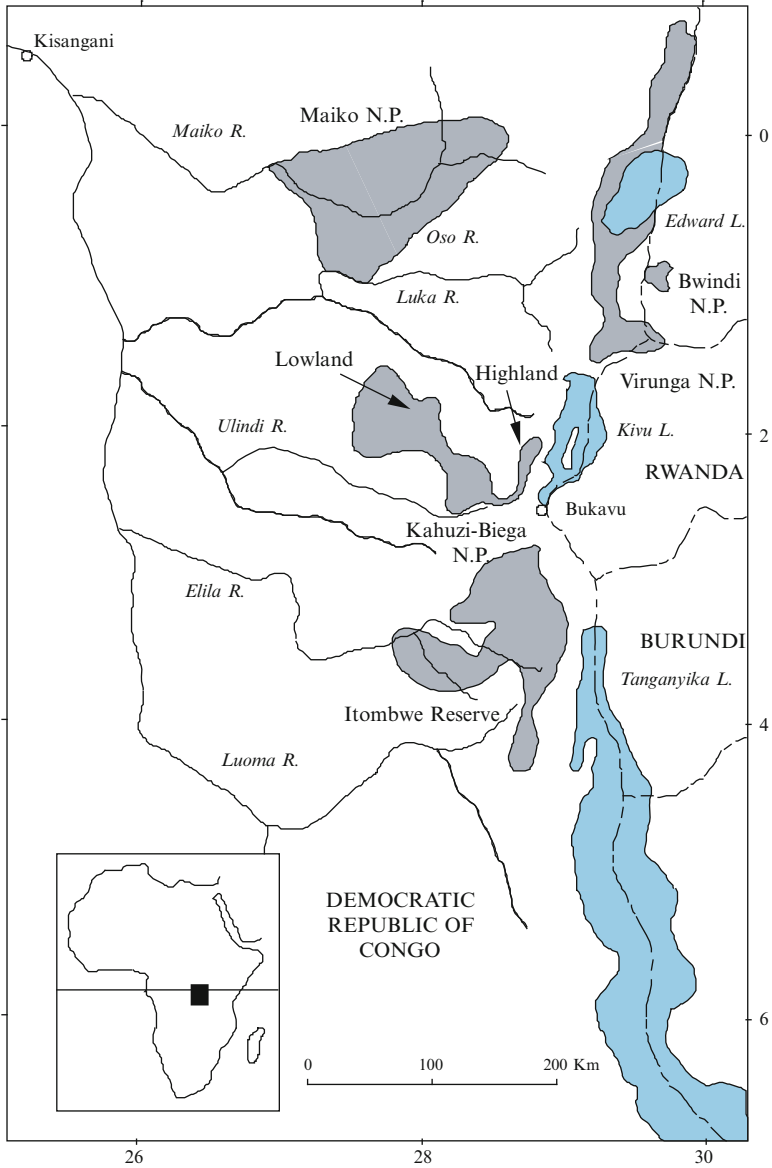 Kisangani
Maiko R.
Maiko N.P.
0
Oso R.
Edward L.
Luka R.
Bwindi
N.P.
Lowland
Highland
Virunga N.P.
Ulindi R.
Kivu L.
2
RWANDA
Bukavu
Kahuzi-Biega
N.P.
Elila R.
BURUNDI
Tanganyika L.
Itombwe Reserve
4
Luoma R.
DEMOCRATIC
REPUBLIC OF
CONGO
6
0 100 200 Km
26 28 30